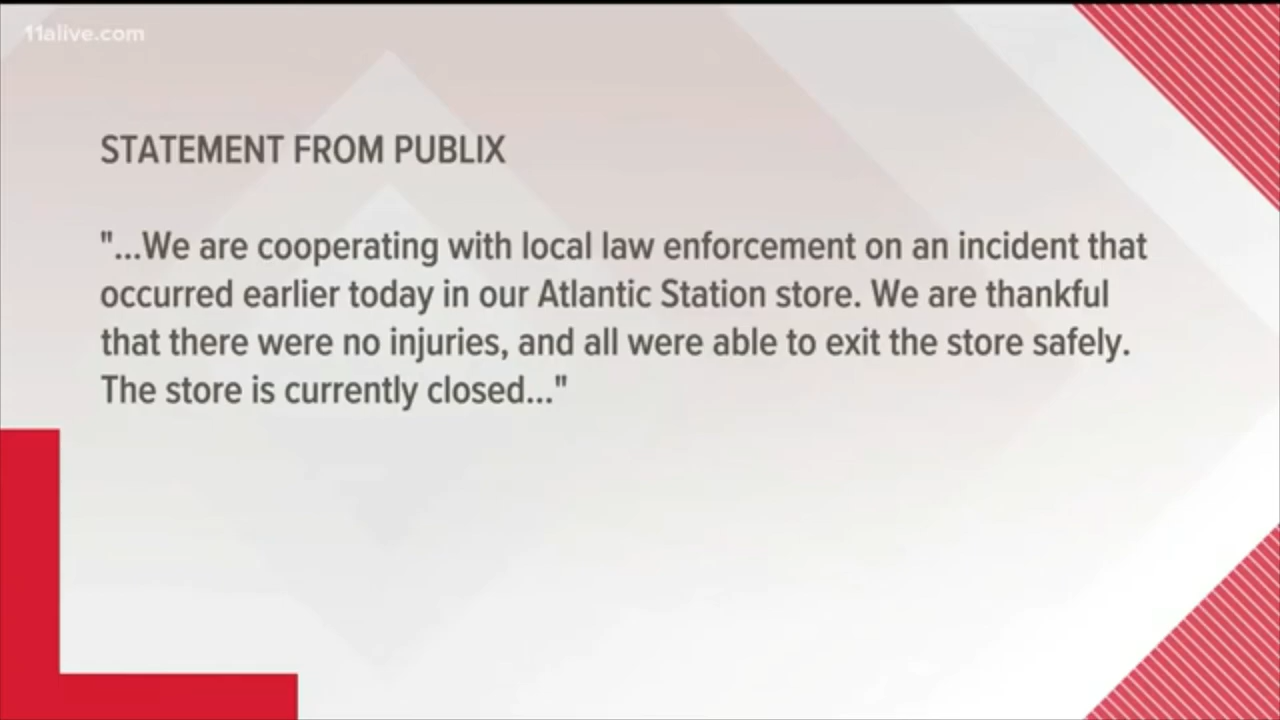 11alive.com
STATEMENT FROM PUBLIX
"...We are cooperating with local law enforcement on an incident that
occurred earlier today in our Atlantic Station store. We are thankful
that there were no injuries, and all were able to exit the store safely.
The store is currently closed..."